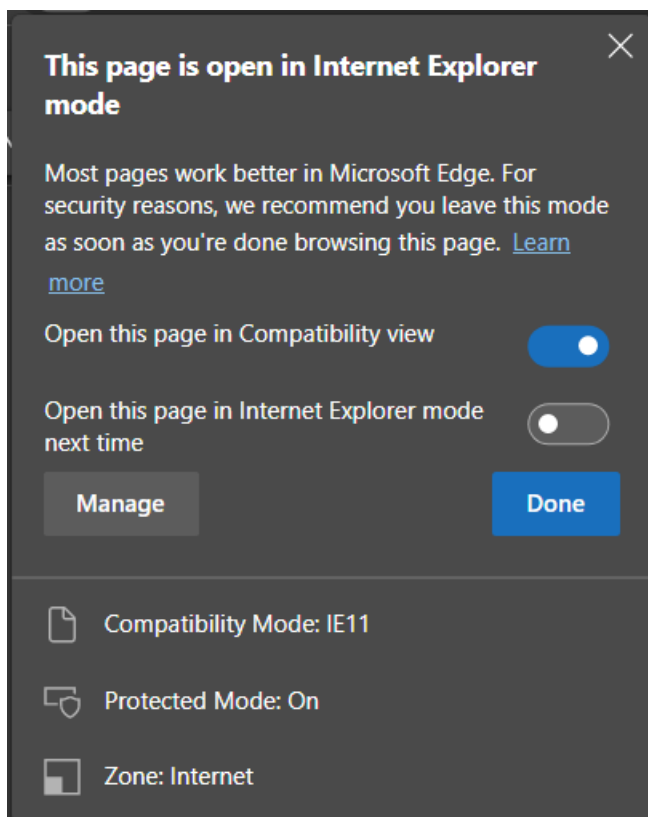 This page is open in Internet Explorer
mode
Most pages work better in Microsoft Edge. For
security reasons, we recommend you leave this mode
as soon as you're done browsing this page. Learn
more
Open this page in Compatibility view
Open this page in Internet Explorer mode
next time
Manage Done
Compatibility Mode: IE11
Protected Mode: On
Zone: Internet